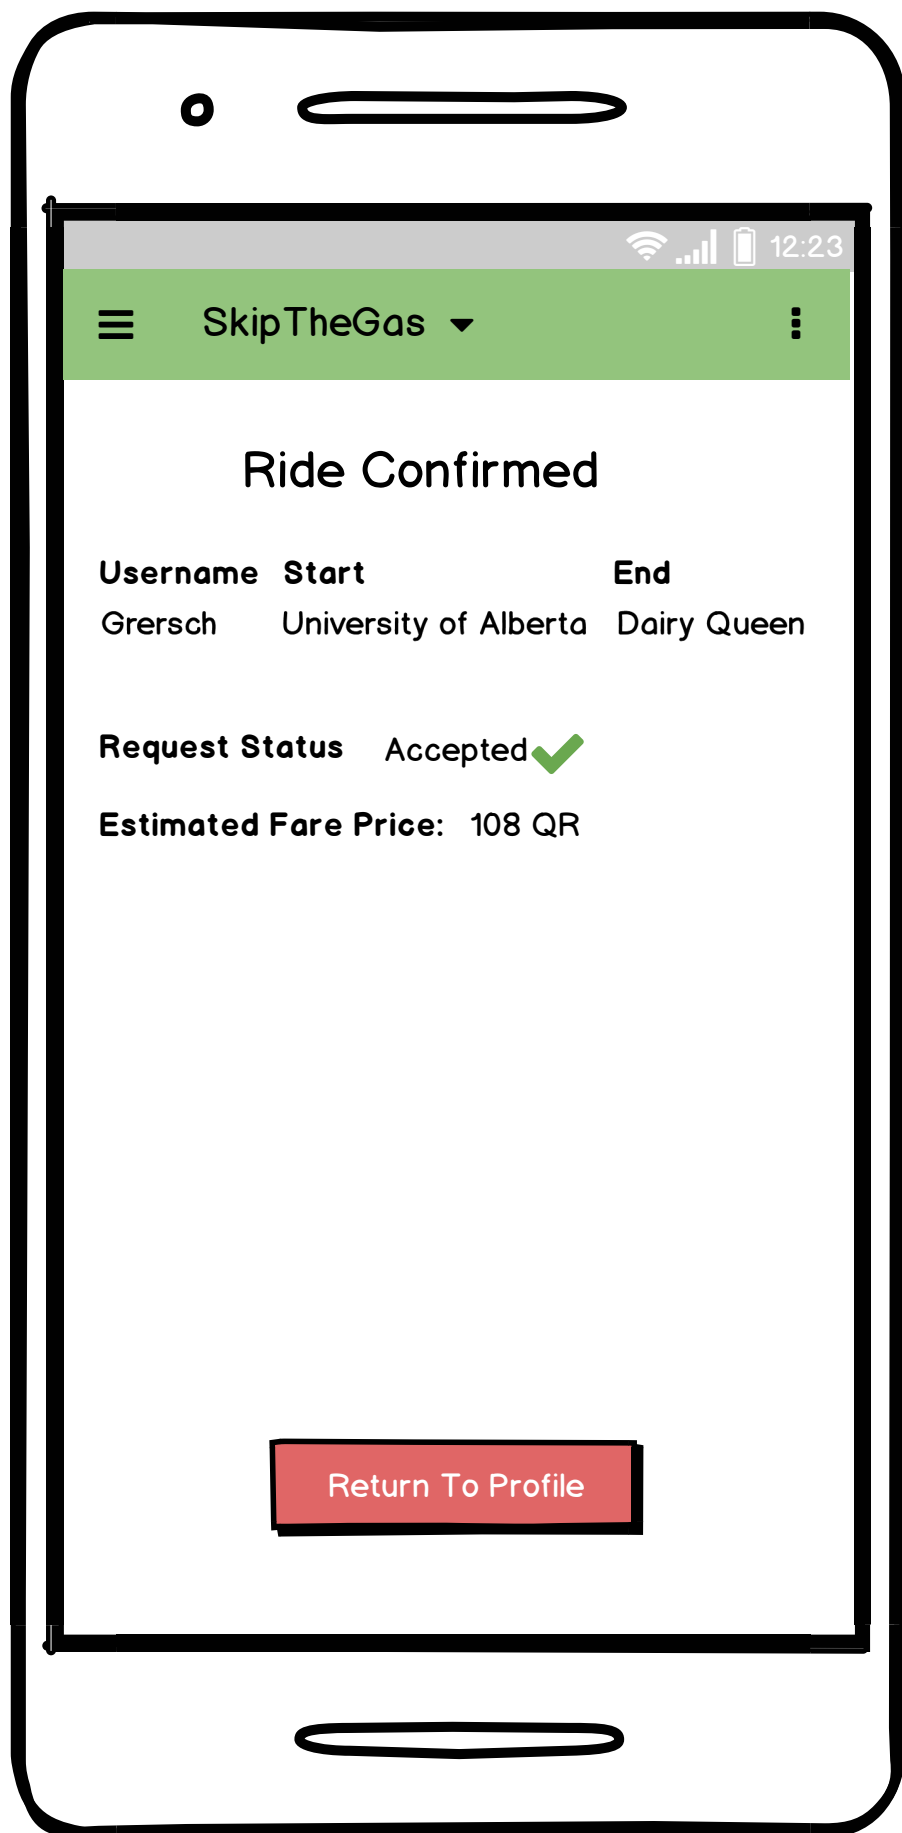 12:23
SkipTheGas
Ride Confirmed
Username Start End
Grersch University of Alberta Dairy Queen
Request Status Accepted
Estimated Fare Price: 108 QR
Return To Profile